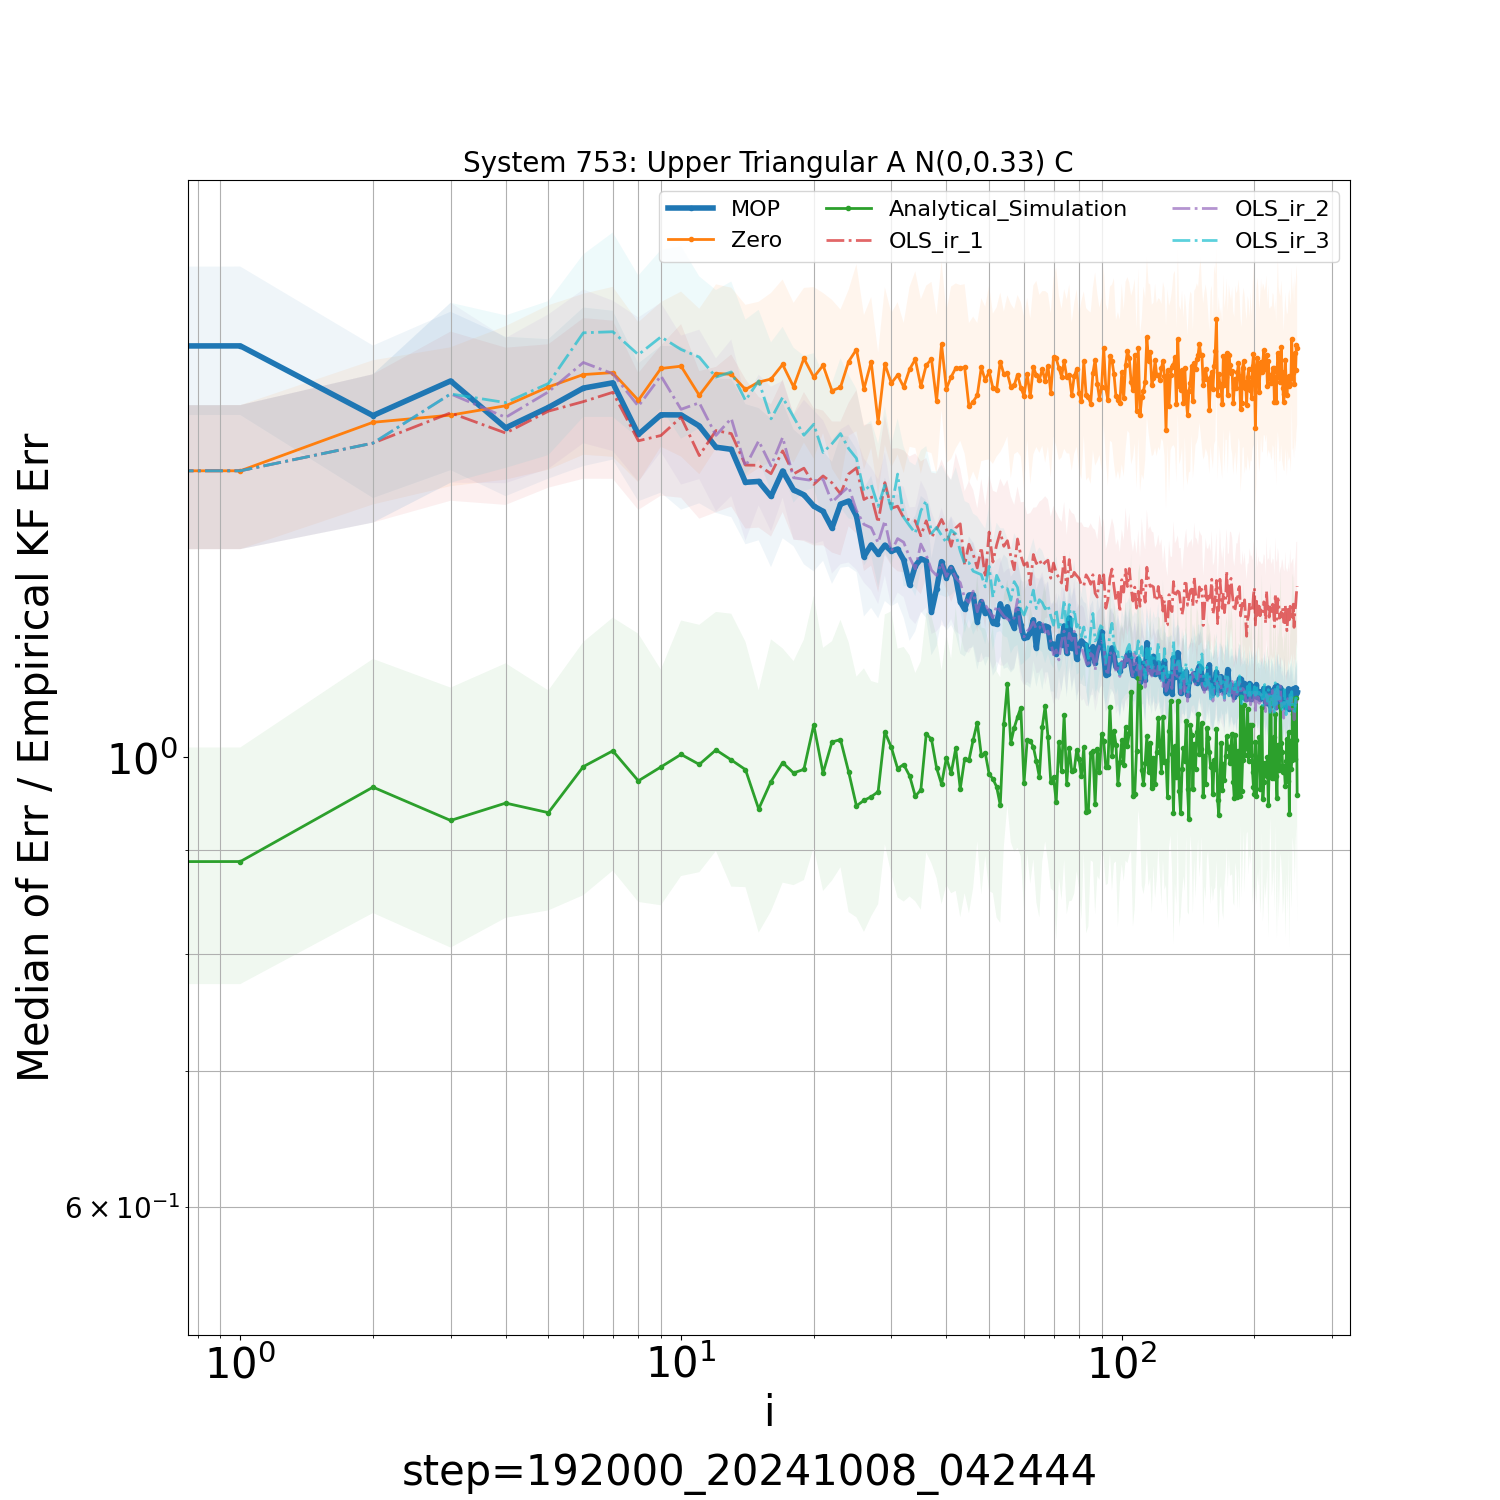 System 753: Upper Triangular A N(0,0.33) C
MOP
Zero
Analytical_Simulation
OLS_ir_1
OLS_ir_2
OLS_ir_3
Median of Err / Empirical KF Err
10⁰
6 × 10⁻¹
10⁰
10¹
10²
i
step=192000_20241008_042444